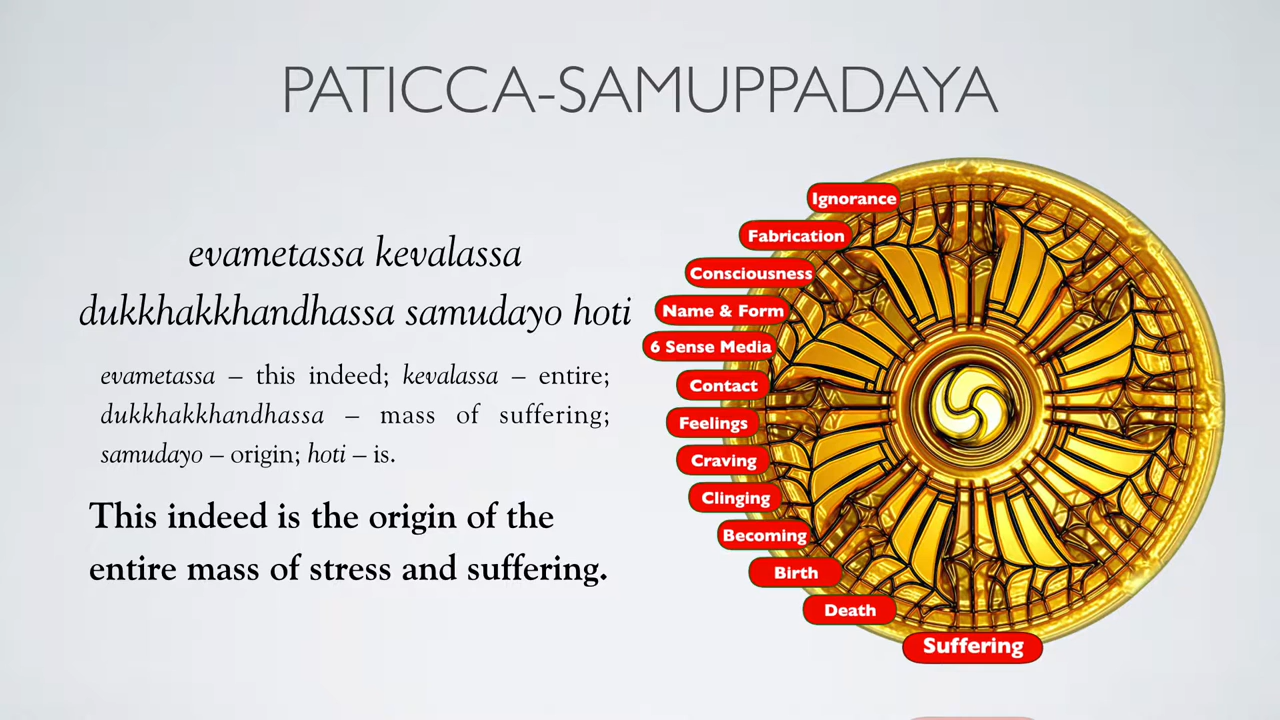 PATICCA-SAMUPPADAYA
evametassa kevalassa
dukkhakkhandhassa samudayo hoti
evametassa – this indeed; kevalassa – entire;
dukkhakkhandhassa – mass of suffering;
samudayo – origin; hoti – is.
This indeed is the origin of the
entire mass of stress and suffering.
Ignorance
Fabrication
Consciousness
Name & Form
6 Sense Media
Contact
Feelings
Craving
Clinging
Becoming
Birth
Death
Suffering